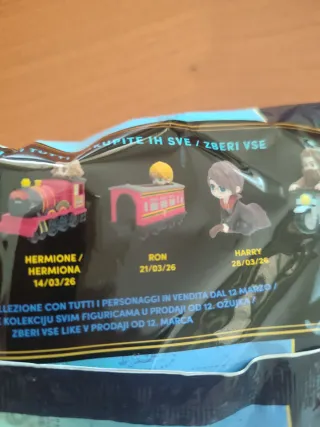 TUTTI / SKUPITE IH SVE / ZBERI VSE
HERMIONE /
HERMIONA
14/03/26
RON
21/03/26
HARRY
28/03/26
LLEZIONE CON TUTTI I PERSONAGGI IN VENDITA DAL 12 MARZO /
KOLEKCIJU SVIM FIGURICAMA U PRODAJI OD 12. OŽUJKA /
ZBERI VSE LIKE V PRODAJI OD 12. MARCA